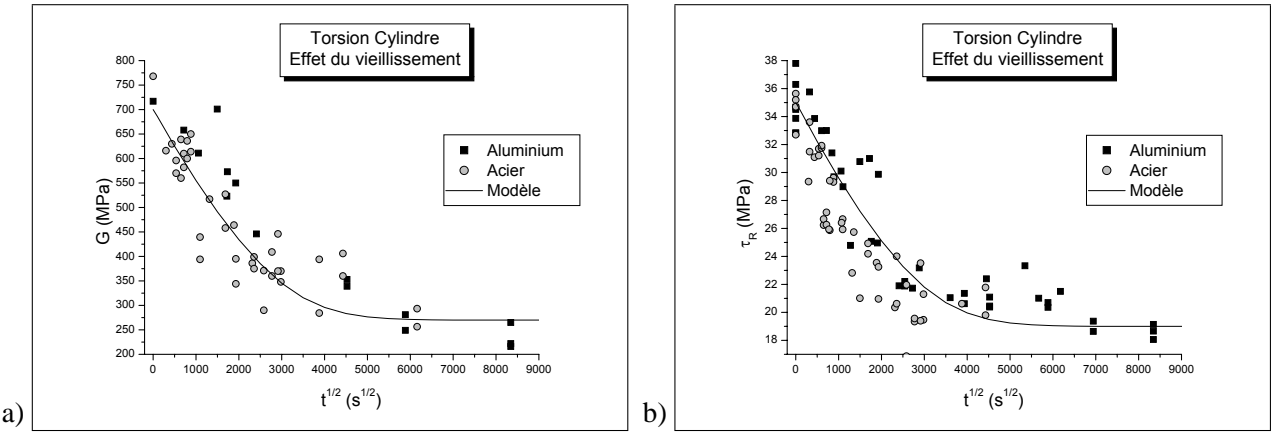 Torsion Cylindre
Effet du vieillissement
800
750
700
650
600
550
500
450
400
350
300
250
200
G (MPa)
Aluminium
Acier
Modèle
0 1000 2000 3000 4000 5000 6000 7000 8000 9000
t^1/2 (s^1/2)
a)
Torsion Cylindre
Effet du vieillissement
38
36
34
32
30
28
26
24
22
20
18
τ_R (MPa)
Aluminium
Acier
Modèle
0 1000 2000 3000 4000 5000 6000 7000 8000 9000
t^1/2 (s^1/2)
b)